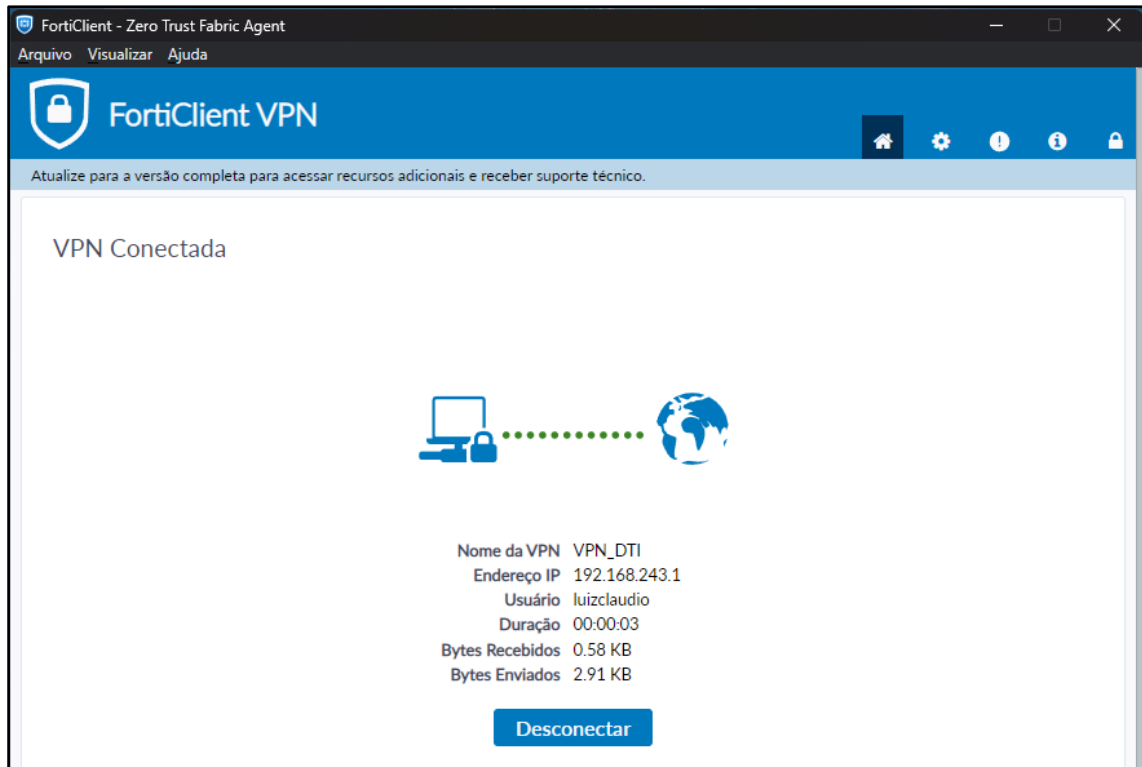 FortiClient - Zero Trust Fabric Agent
Arquivo Visualizar Ajuda
FortiClient VPN
Atualize para a versão completa para acessar recursos adicionais e receber suporte técnico.
VPN Conectada
Nome da VPN VPN_DTI
Endereço IP 192.168.243.1
Usuário luizclaudio
Duração 00:00:03
Bytes Recebidos 0.58 KB
Bytes Enviados 2.91 KB
Desconectar